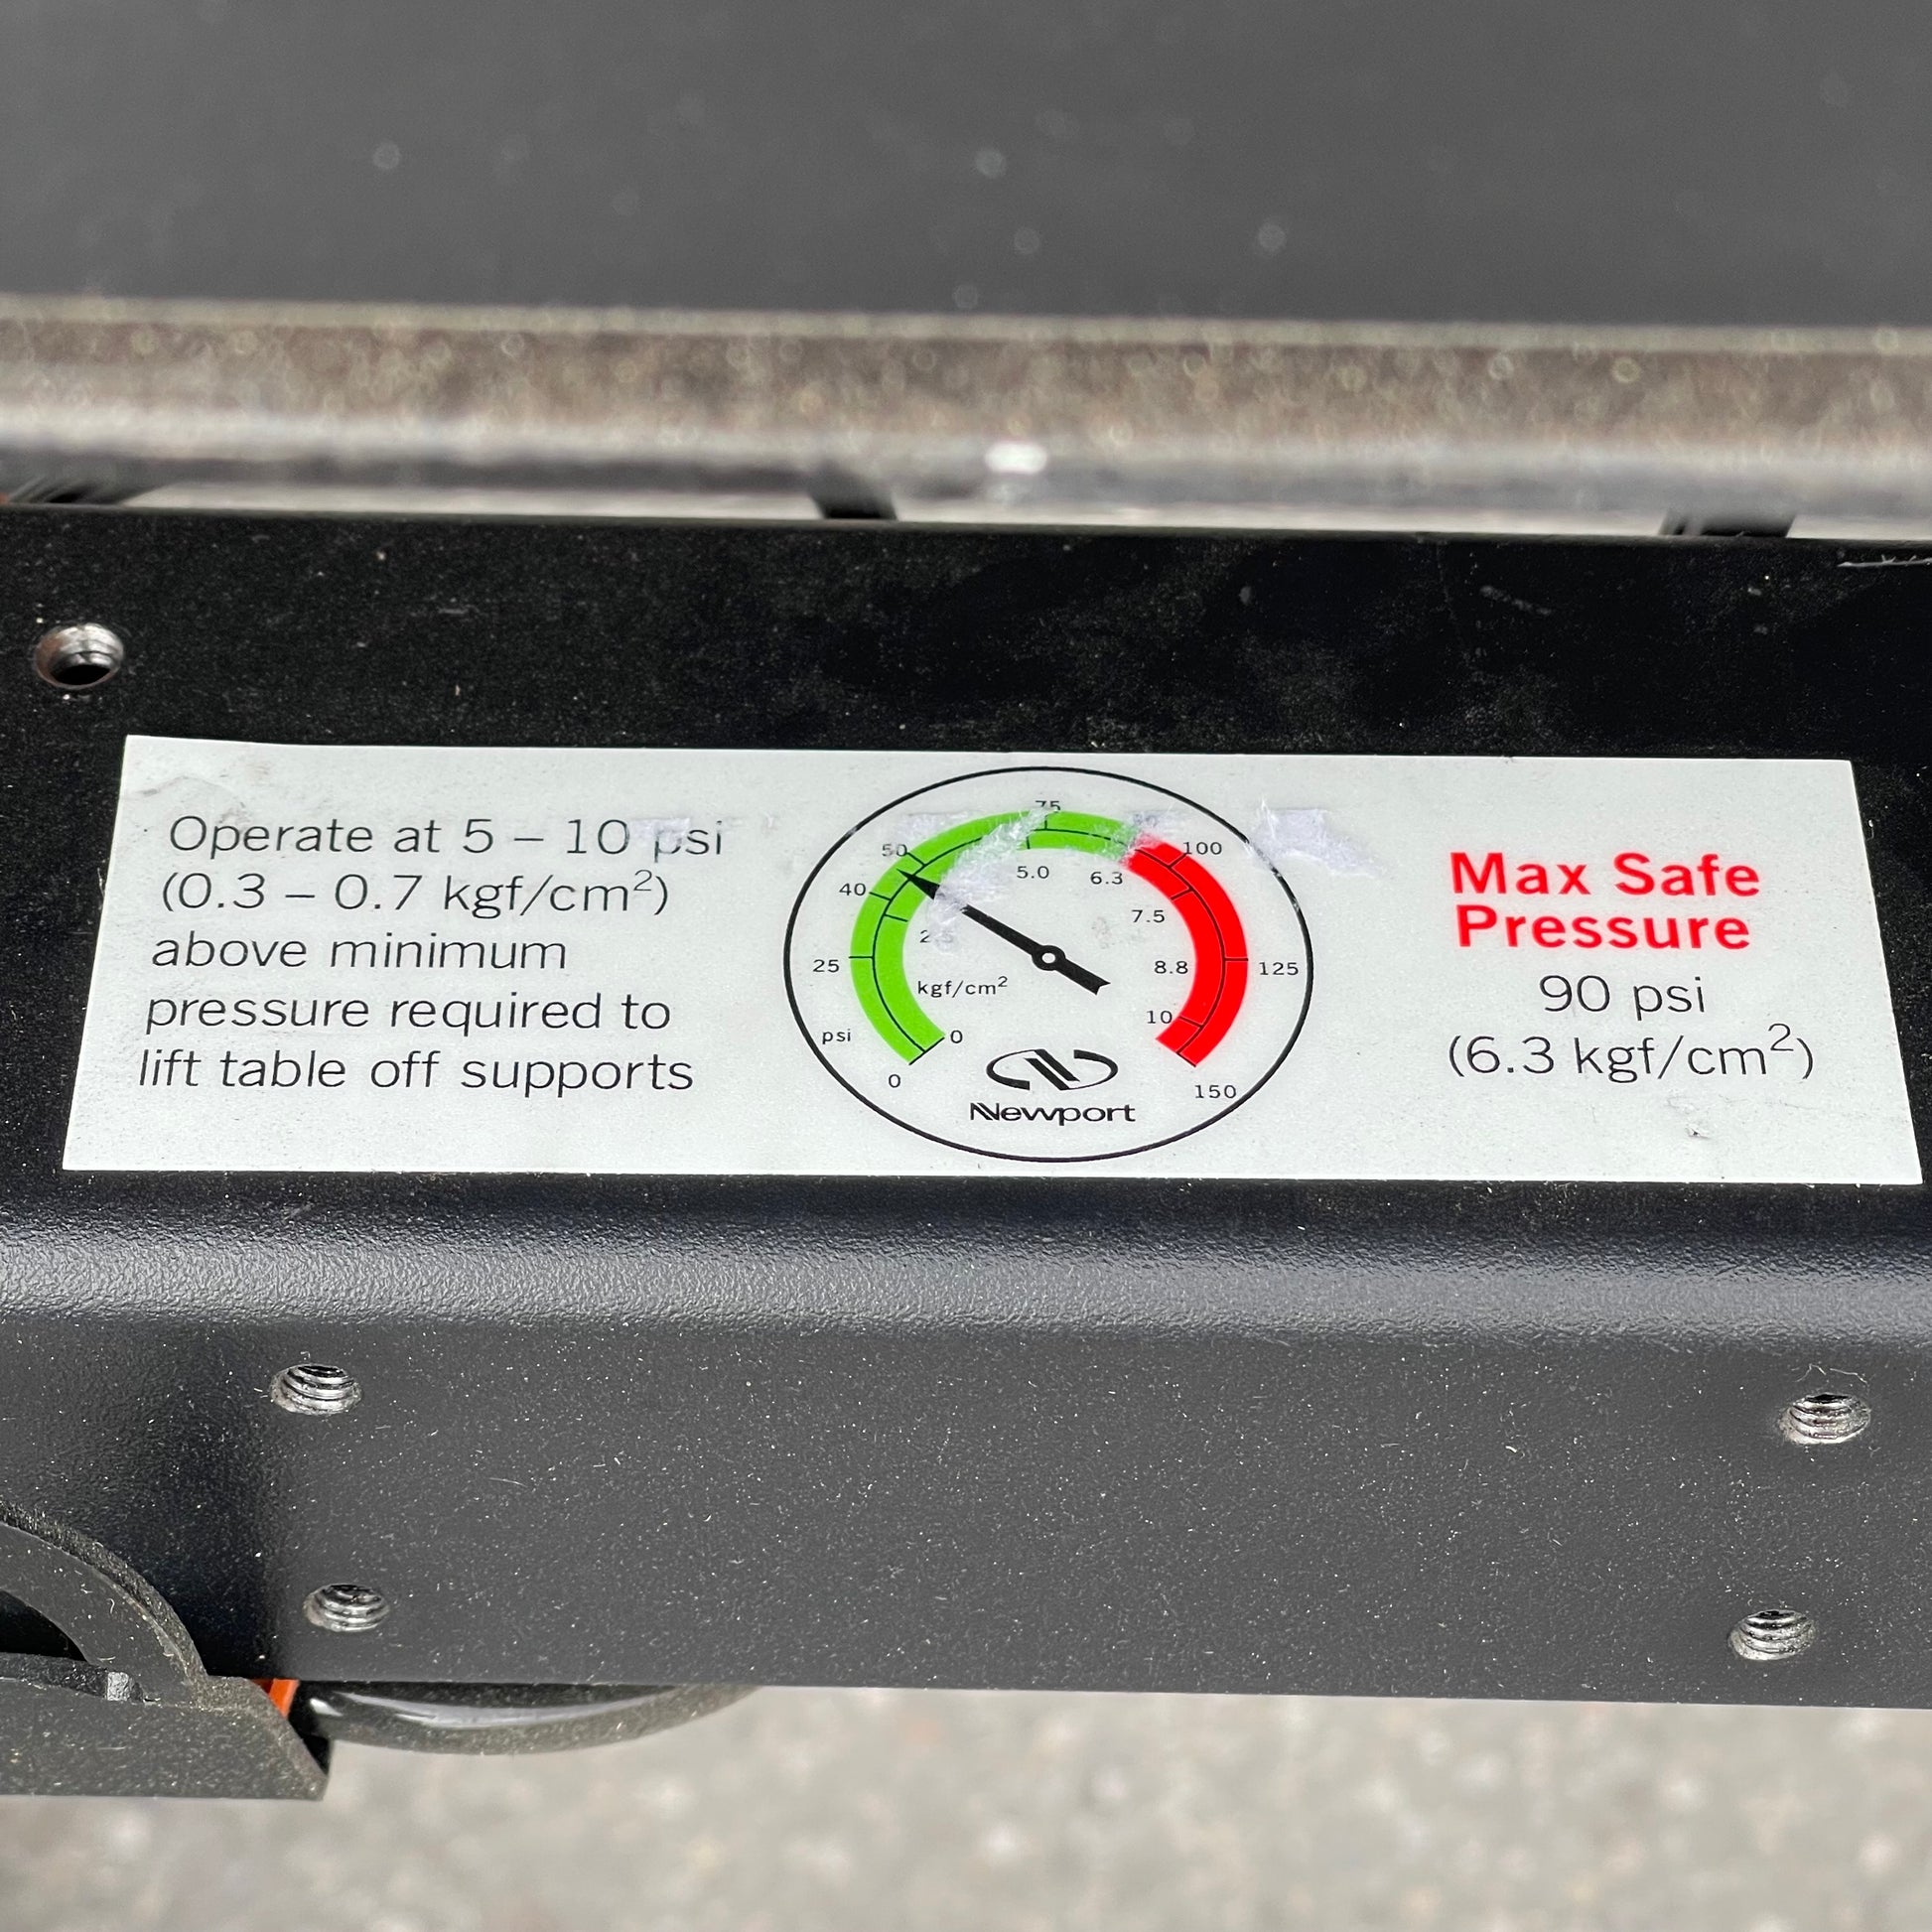 Operate at 5 – 10 psi
(0.3 – 0.7 kgf/cm²)
above minimum
pressure required to
lift table off supports
75
50
100
40
5.0
6.3
7.5
25
8.8
125
kgf/cm²
10
psi
0
0
150
Newport
Max Safe
Pressure
90 psi
(6.3 kgf/cm²)